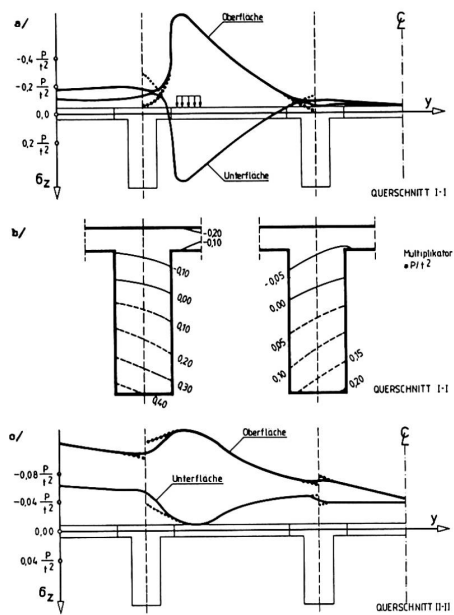 a/
Oberfläche
₵
-0,4 P/t²
-0,2 P/t²
0,0
y
0,2 P/t²
Unterfläche
σz
QUERSCHNITT I-I
b/
-0,20
-0,10
-0,10
0,00
0,10
0,20
0,30
0,40
-0,05
0,00
0,05
0,10
0,15
0,20
Multiplikator
• P/t²
QUERSCHNITT I-I
c/
Oberfläche
₵
Unterfläche
-0,08 P/t²
-0,04 P/t²
0,00
y
0,04 P/t²
σz
QUERSCHNITT II-II